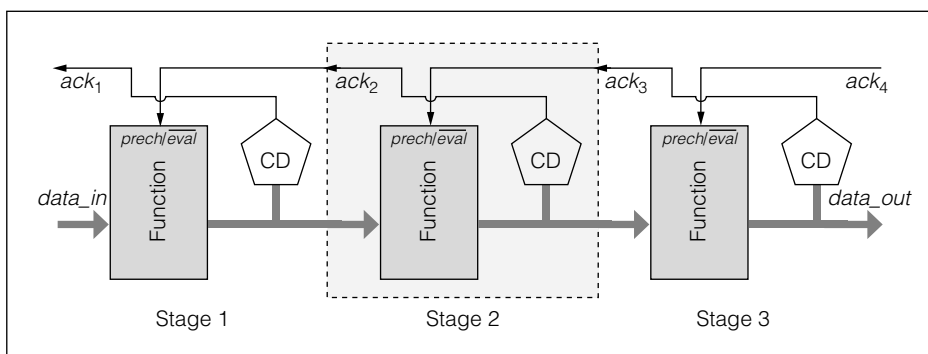 ack1 ack2 ack3 ack4
prech/eval CD prech/eval CD prech/eval CD
Function Function Function
data_in data_out
Stage 1 Stage 2 Stage 3